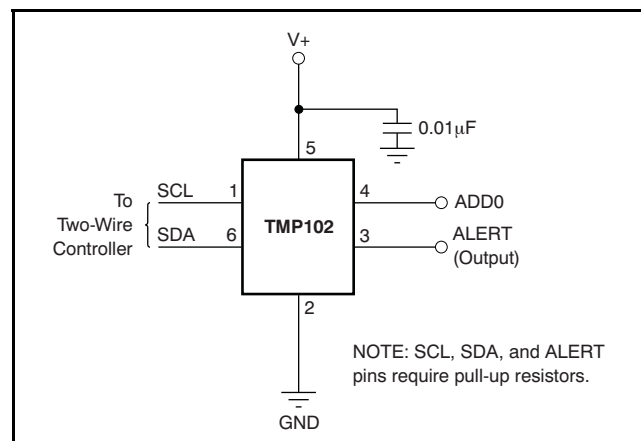 V+
0.01μF
5
To
Two-Wire
Controller
SCL
1
SDA
6
TMP102
4
ADD0
3
ALERT
(Output)
2
NOTE: SCL, SDA, and ALERT
pins require pull-up resistors.
GND